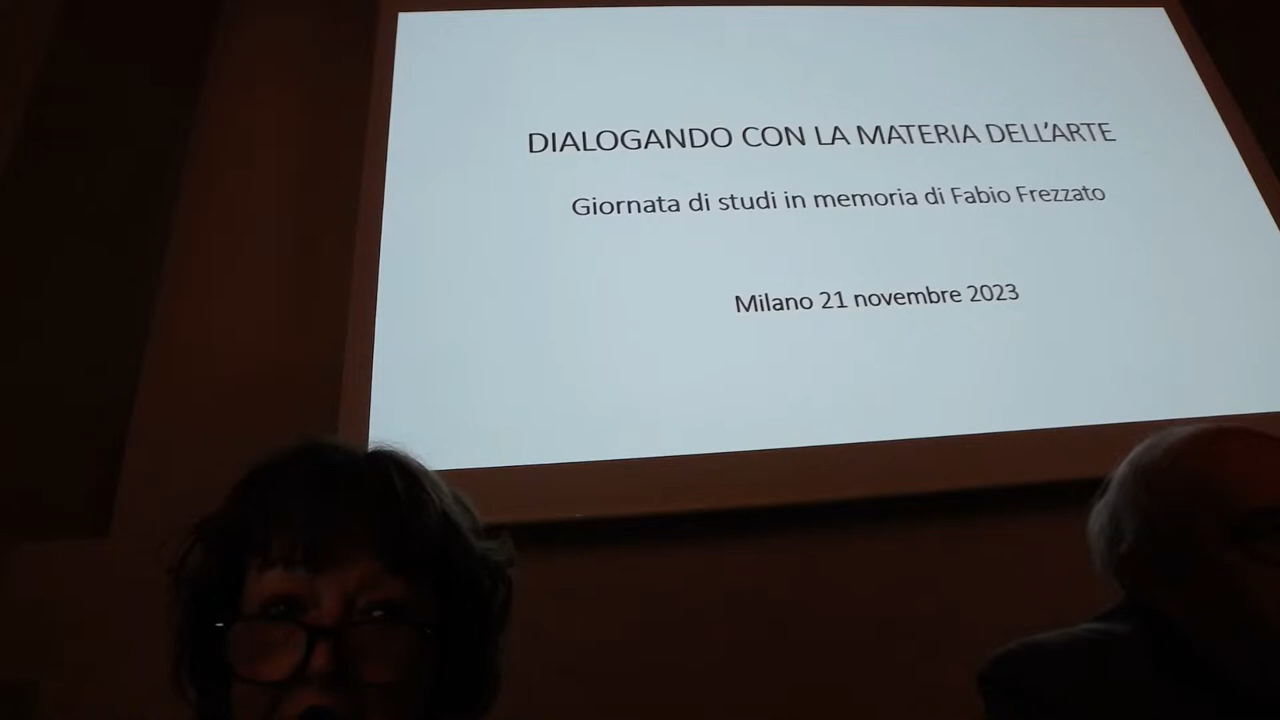 DIALOGANDO CON LA MATERIA DELL'ARTE
Giornata di studi in memoria di Fabio Frezzato
Milano 21 novembre 2023